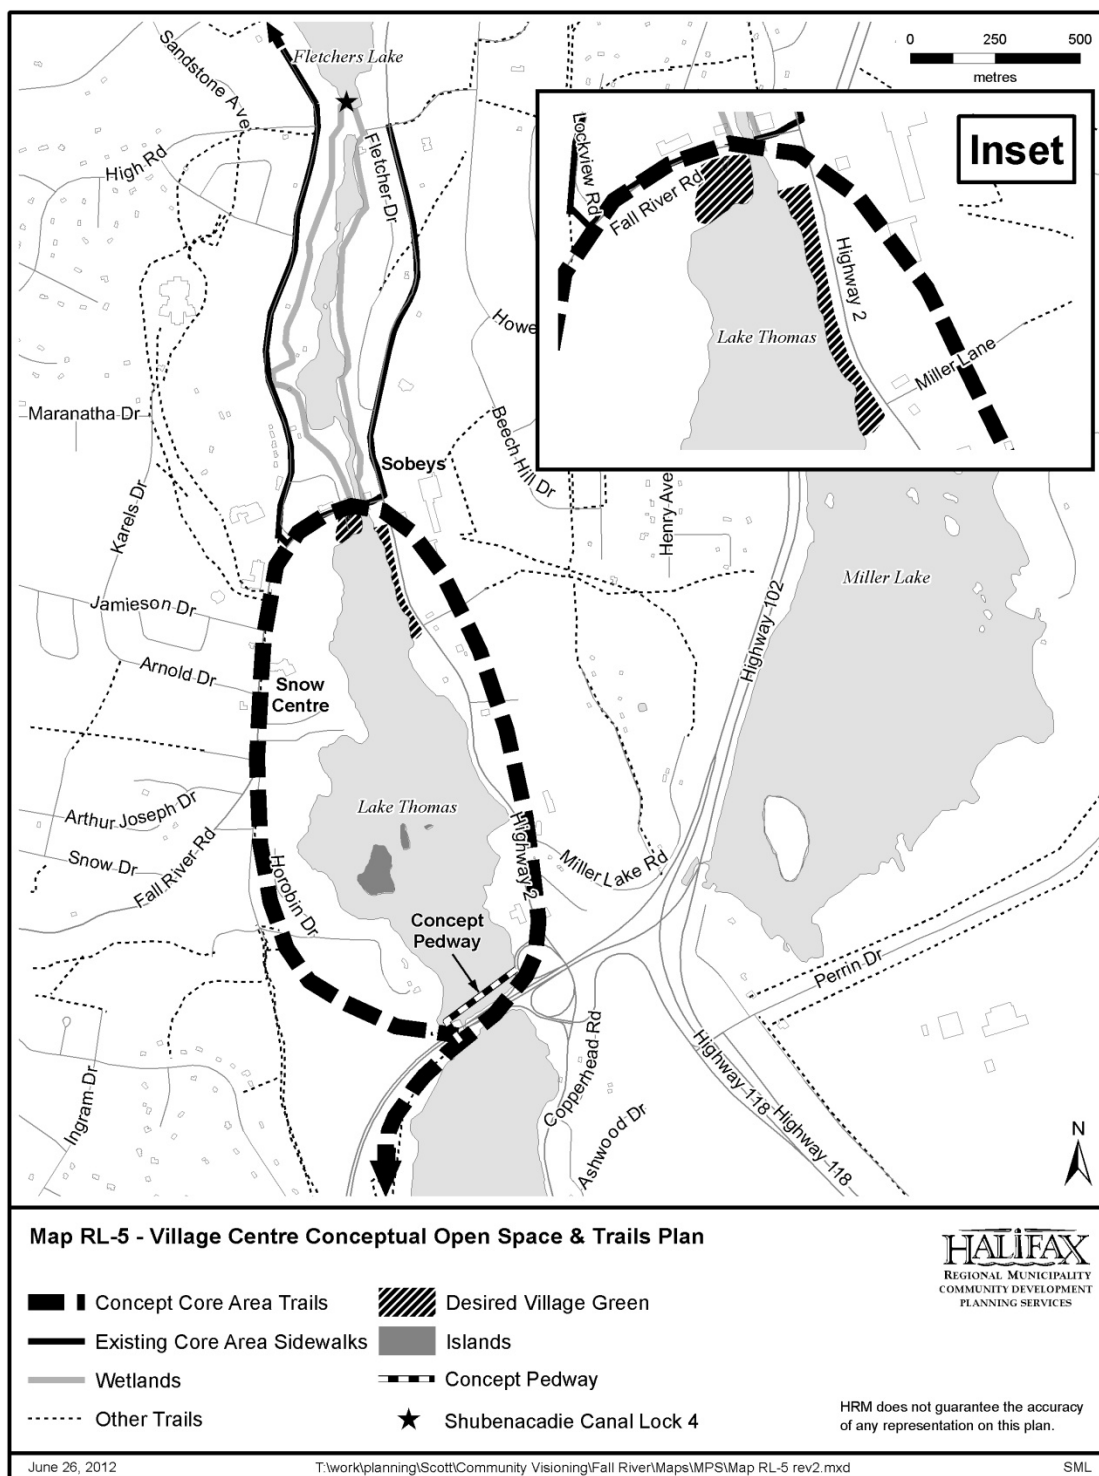 Fletchers Lake
0 250 500
metres
Sandstone Ave
High Rd
Fletcher Dr
Inset
Lockview Rd
Fall River Rd
Highway 2
Lake Thomas
Miller Lane
Howe
Maranatha Dr
Beech Hill Dr
Sobeys
Karels Dr
Henry Ave
Highway 102
Miller Lake
Jamieson Dr
Arnold Dr
Snow
Centre
Lake Thomas
Arthur Joseph Dr
Snow Dr
Fall River Rd
Horobin Dr
Highway 2
Miller Lake Rd
Concept
Pedway
Perrin Dr
Copperhead Rd
Highway 118
Highway 118
Ingram Dr
Ashwood Dr
N
Map RL-5 - Village Centre Conceptual Open Space & Trails Plan
HALIFAX
REGIONAL MUNICIPALITY
COMMUNITY DEVELOPMENT
PLANNING SERVICES
Concept Core Area Trails
Desired Village Green
Existing Core Area Sidewalks
Islands
Wetlands
Concept Pedway
Other Trails
Shubenacadie Canal Lock 4
HRM does not guarantee the accuracy
of any representation on this plan.
June 26, 2012
T:\work\planning\Scott\Community Visioning\Fall River\Maps\MPS\Map RL-5 rev2.mxd
SML